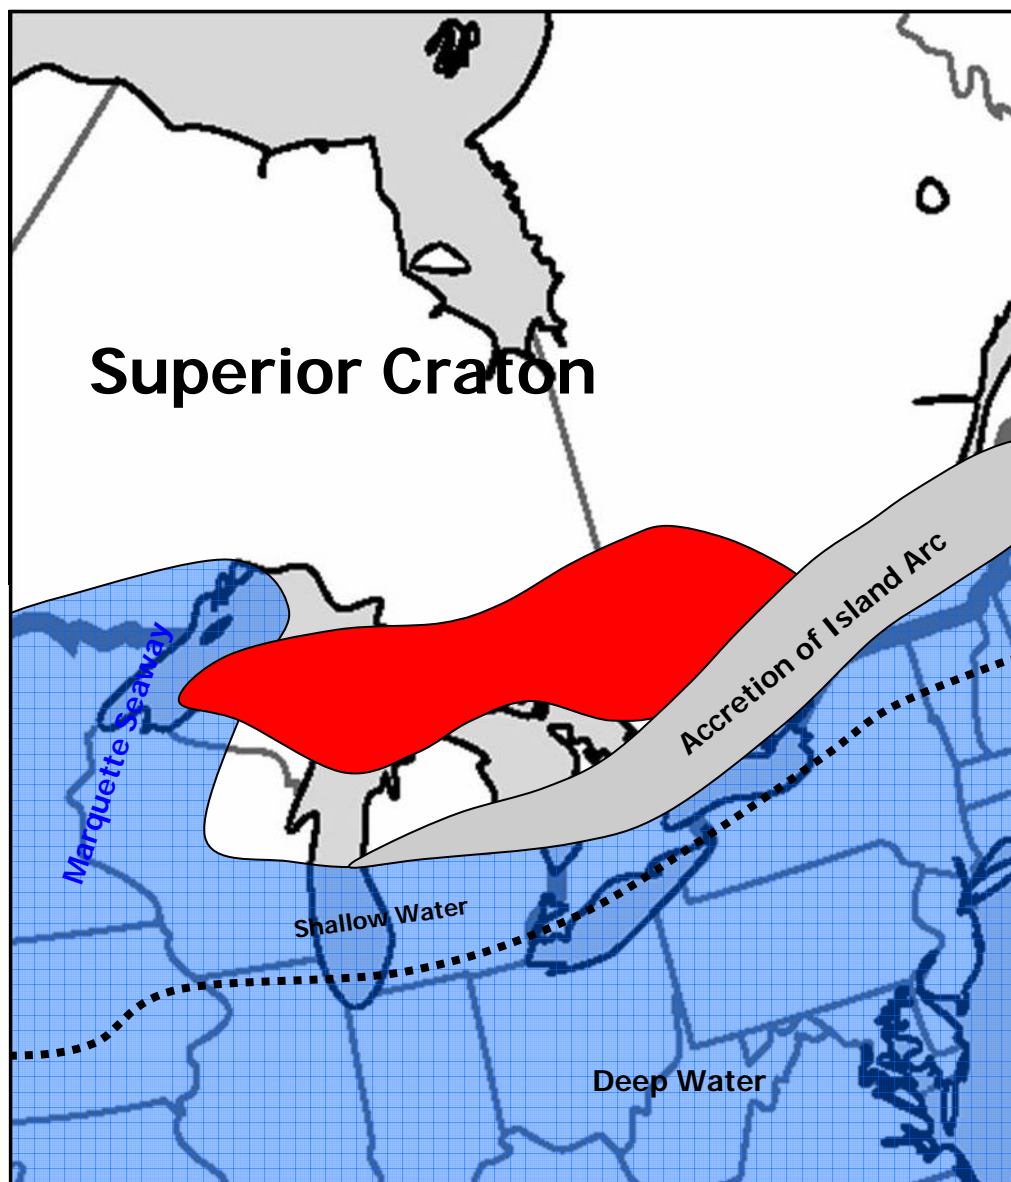 Superior Craton
Accretion of Island Arc
Marquette Seaway
Shallow Water
Deep Water